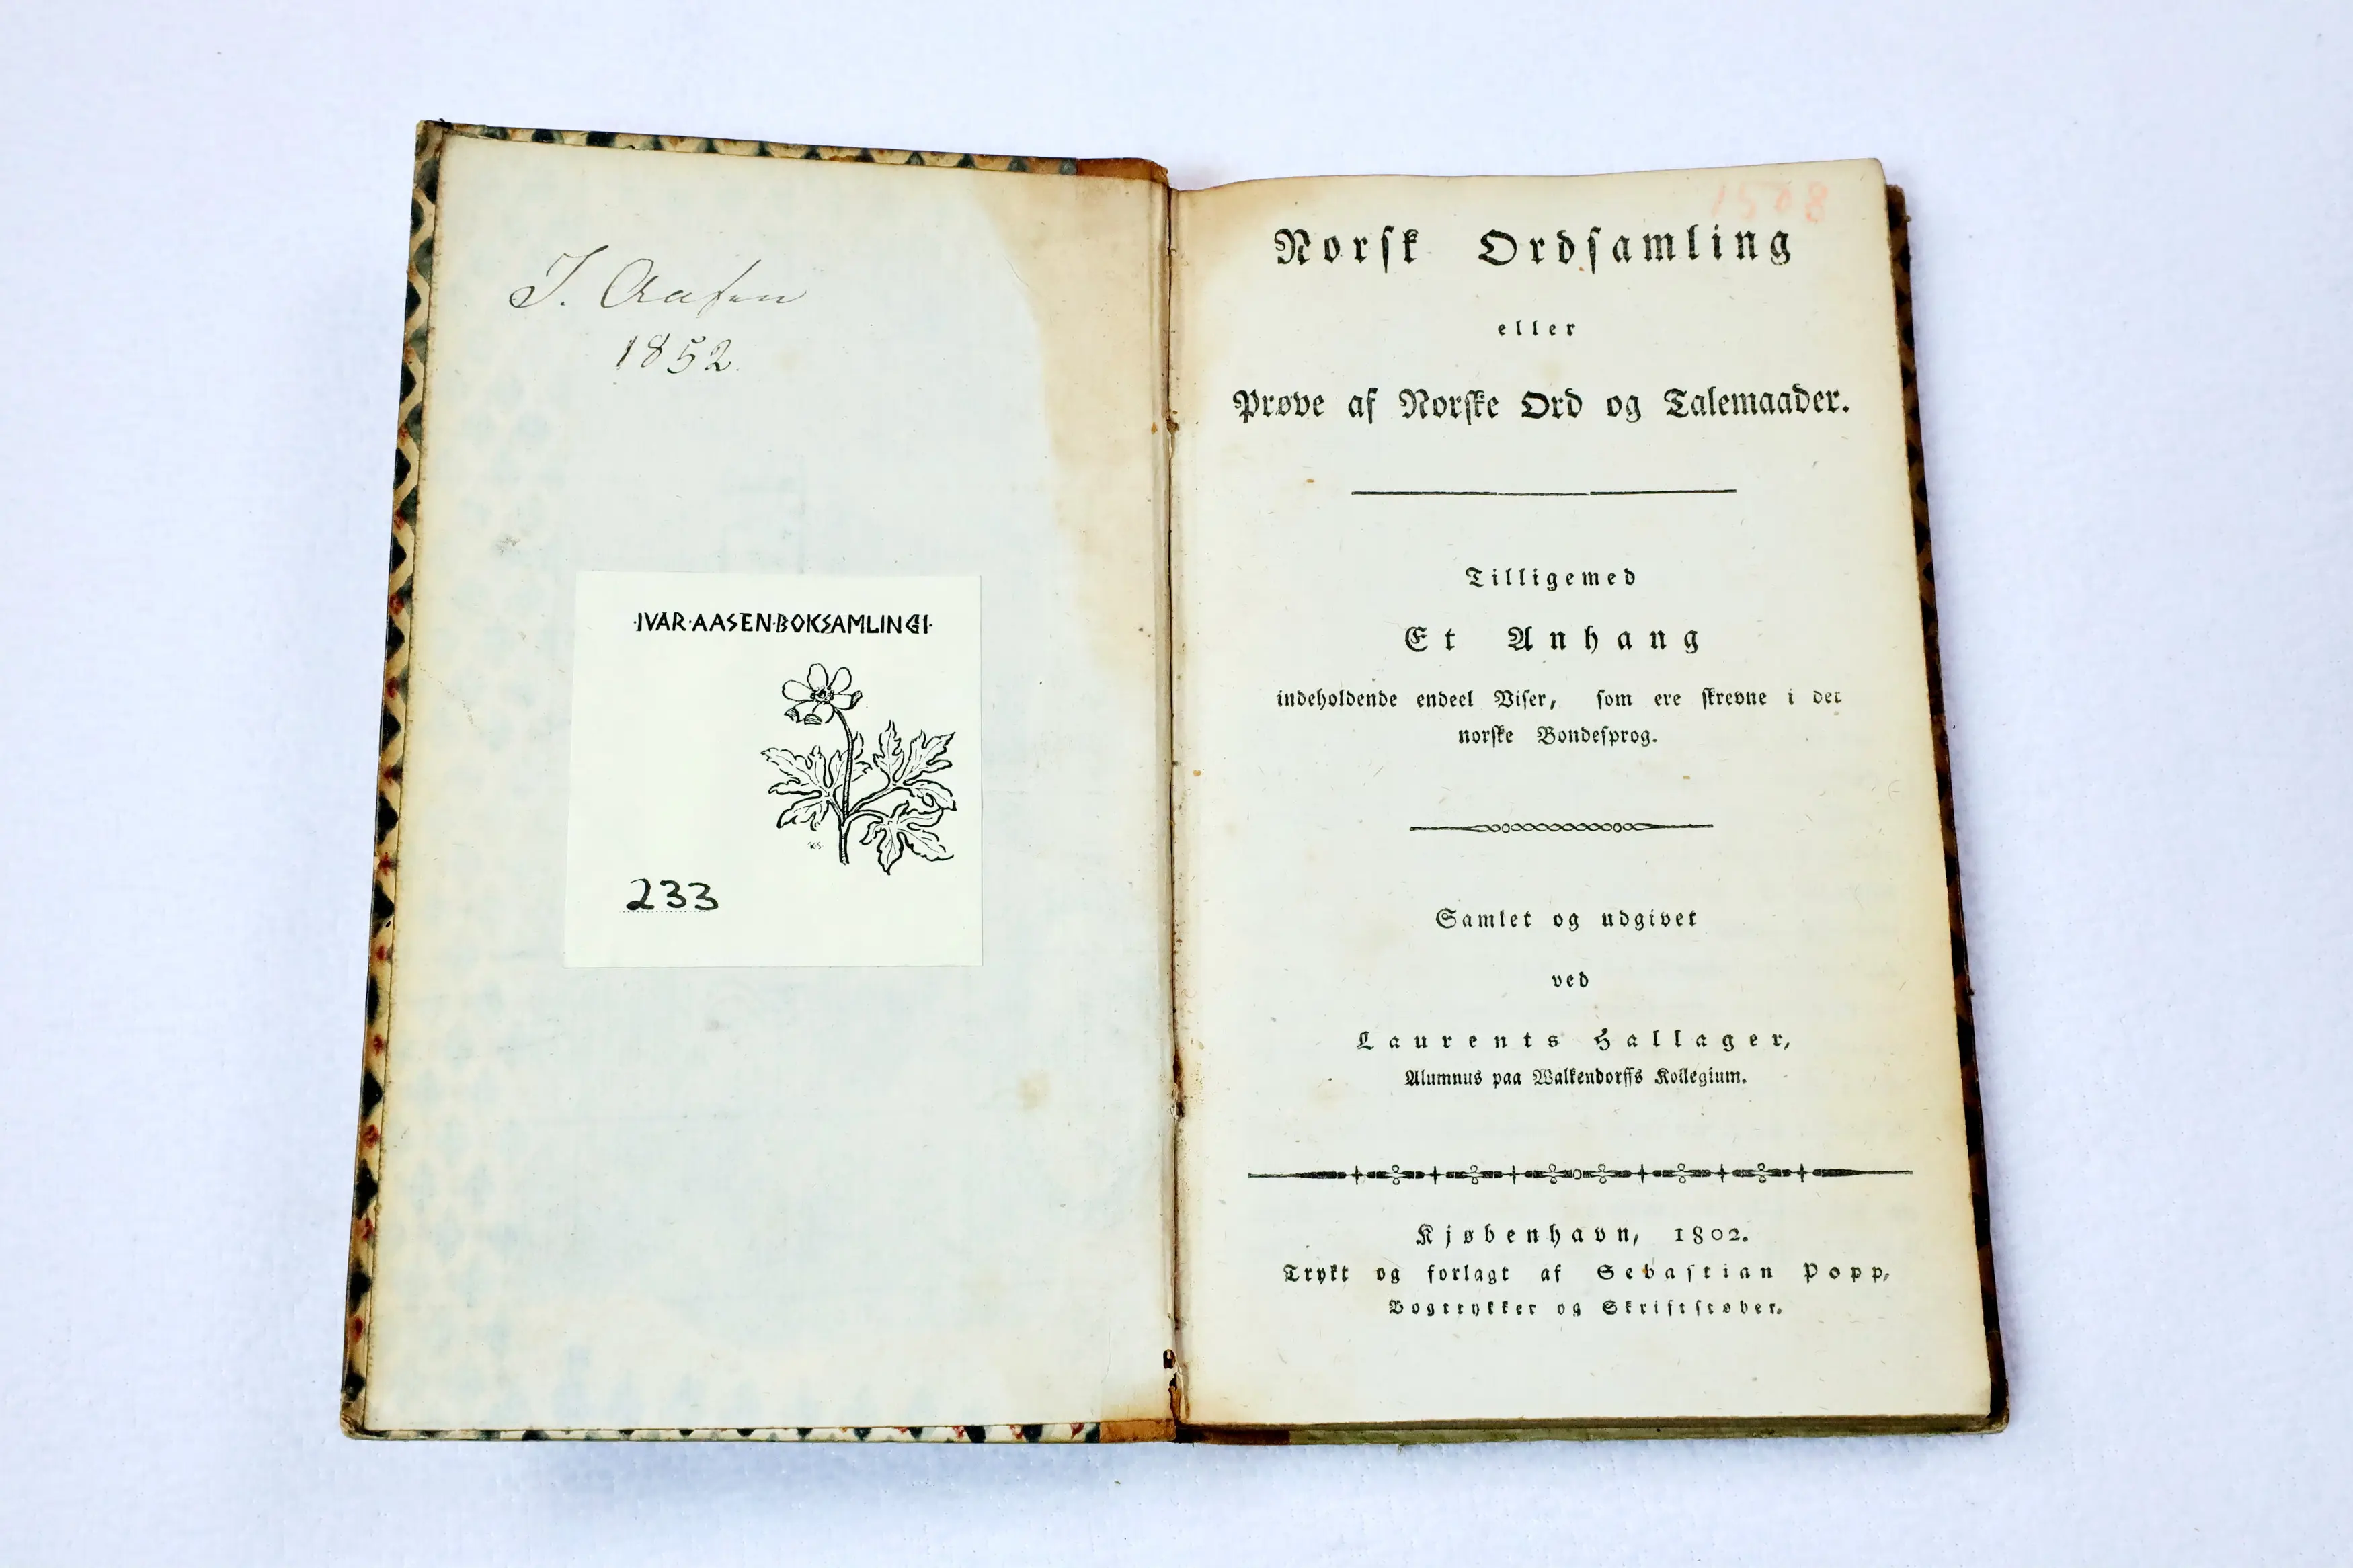 I. Aasen
1852.
·IVAR·AASEN·BOKSAMLINGI·
233
1508
Norsk Ordsamling
eller
Prøve af Norske Ord og Talemaader.
Tilligemed
Et Anhang
indeholdende endeel Viser, som ere skrevne i det
norske Bondesprog.
Samlet og udgivet
ved
Laurents Hallager,
Alumnus paa Walkendorffs Kollegium.
Kjøbenhavn, 1802.
Trykt og forlagt af Sebastian Popp,
Bogtrykker og Skriftstøber.